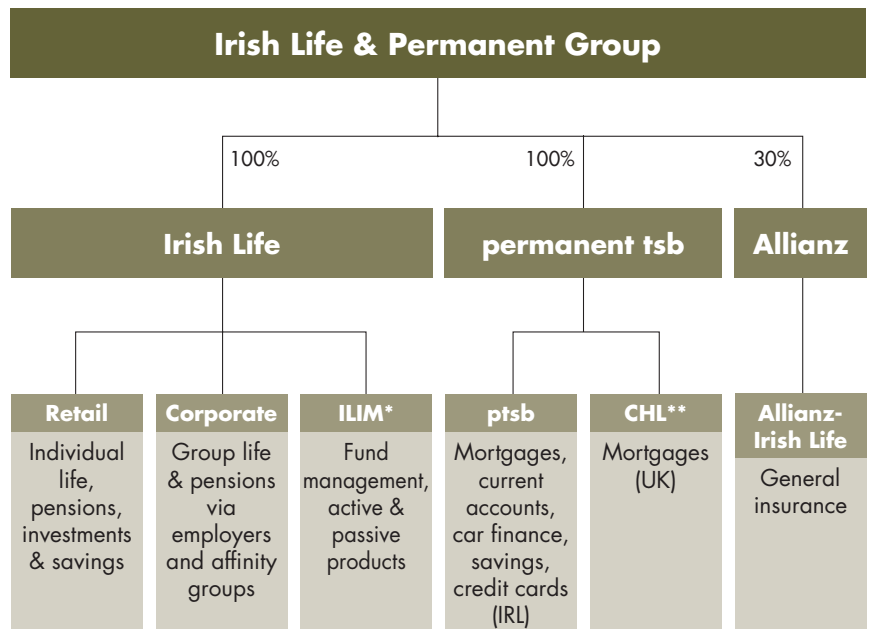 Irish Life & Permanent Group
100%
100%
30%
Irish Life
permanent tsb
Allianz
Retail
Individual
life,
pensions,
investments
& savings
Corporate
Group life
& pensions
via
employers
and affinity
groups
ILIM*
Fund
management,
active &
passive
products
ptsb
Mortgages,
current
accounts,
car finance,
savings,
credit cards
(IRL)
CHL**
Mortgages
(UK)
Allianz-
Irish Life
General
insurance